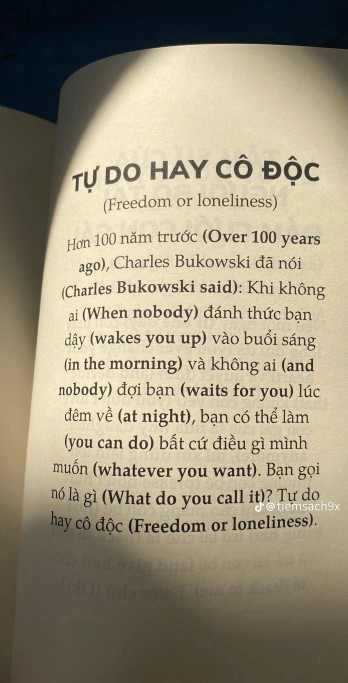 TỰ DO HAY CÔ ĐỘC
(Freedom or loneliness)
Hơn 100 năm trước (Over 100 years
ago), Charles Bukowski đã nói
(Charles Bukowski said): Khi không
ai (When nobody) đánh thức bạn
dậy (wakes you up) vào buổi sáng
(in the morning) và không ai (and
nobody) đợi bạn (waits for you) lúc
đêm về (at night), bạn có thể làm
(you can do) bất cứ điều gì mình
muốn (whatever you want). Bạn gọi
nó là gì (What do you call it)? Tự do
@tiemsach9x
hay cô độc (Freedom or loneliness).